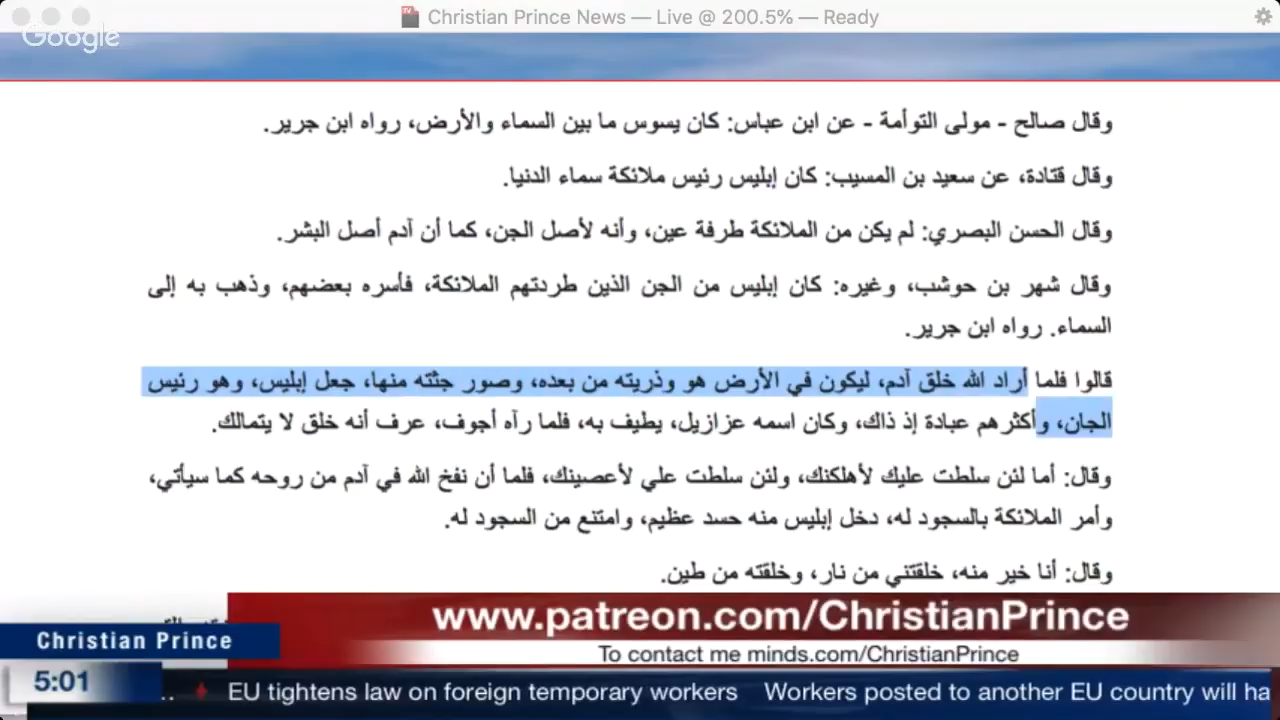 Christian Prince News — Live @ 200.5% — Ready
Google
وقال صالح - مولى التوأمة - عن ابن عباس: كان يسوس ما بين السماء والأرض، رواه ابن جرير.
وقال قتادة، عن سعيد بن المسيب: كان إبليس رئيس ملائكة سماء الدنيا.
وقال الحسن البصري: لم يكن من الملائكة طرفة عين، وأنه لأصل الجن، كما أن آدم أصل البشر.
وقال شهر بن حوشب، وغيره: كان إبليس من الجن الذين طردتهم الملائكة، فأسره بعضهم، وذهب به إلى
السماء. رواه ابن جرير.
قالوا فلما أراد الله خلق آدم، ليكون في الأرض هو وذريته من بعده، وصور جثته منها، جعل إبليس، وهو رئيس
الجان، وأكثرهم عبادة إذ ذاك، وكان اسمه عزازيل، يطيف به، فلما رآه أجوف، عرف أنه خلق لا يتمالك.
وقال: أما لئن سلطت عليك لأهلكنك، ولئن سلطت علي لأعصينك، فلما أن نفخ الله في آدم من روحه كما سيأتي،
وأمر الملائكة بالسجود له، دخل إبليس منه حسد عظيم، وامتنع من السجود له.
وقال: أنا خير منه، خلقتني من نار، وخلقته من طين.
www.patreon.com/ChristianPrince
Christian Prince
To contact me minds.com/ChristianPrince
5:01
.. EU tightens law on foreign temporary workers Workers posted to another EU country will ha